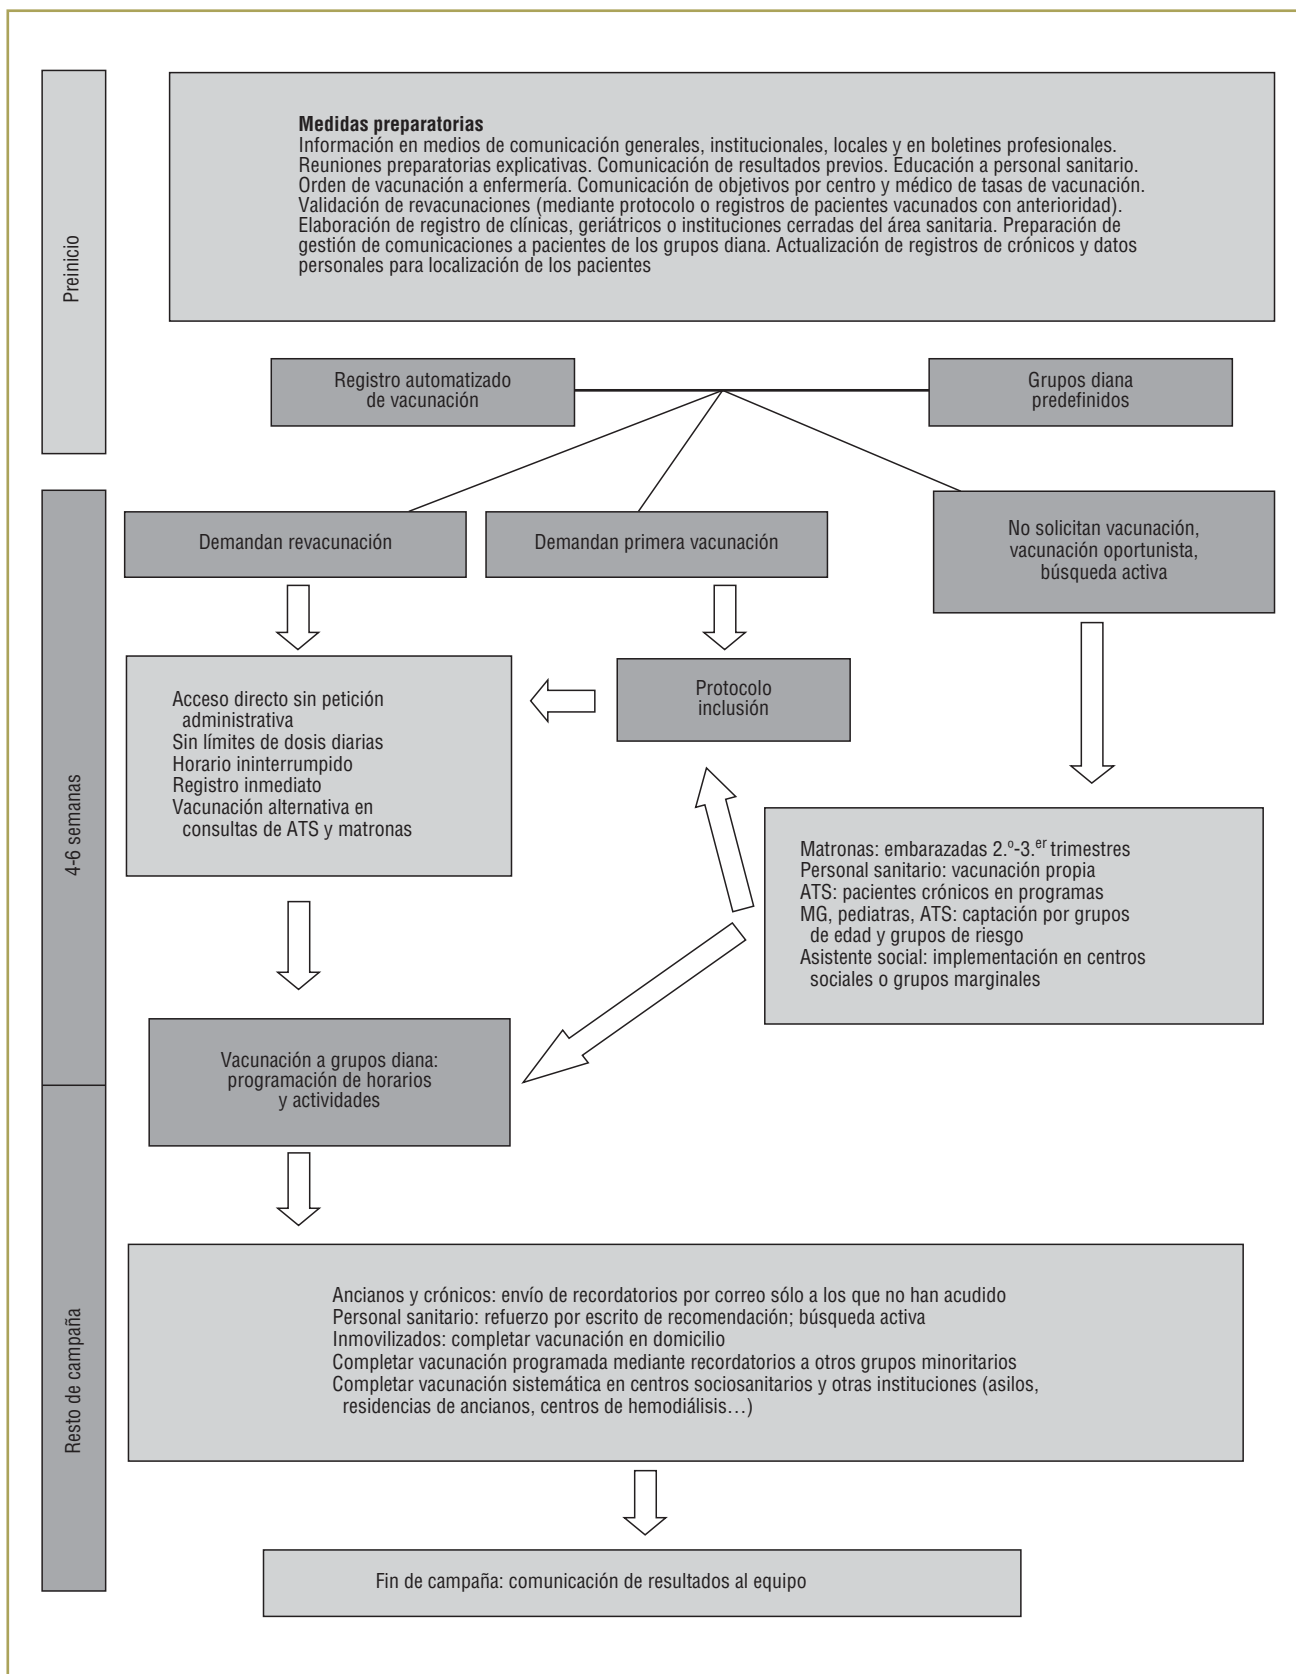 Preinicio
Medidas preparatorias
Información en medios de comunicación generales, institucionales, locales y en boletines profesionales.
Reuniones preparatorias explicativas. Comunicación de resultados previos. Educación a personal sanitario.
Orden de vacunación a enfermería. Comunicación de objetivos por centro y médico de tasas de vacunación.
Validación de revacunaciones (mediante protocolo o registros de pacientes vacunados con anterioridad).
Elaboración de registro de clínicas, geriátricos o instituciones cerradas del área sanitaria. Preparación de
gestión de comunicaciones a pacientes de los grupos diana. Actualización de registros de crónicos y datos
personales para localización de los pacientes
Registro automatizado
de vacunación
Grupos diana
predefinidos
4-6 semanas
Demandan revacunación
Demandan primera vacunación
No solicitan vacunación,
vacunación oportunista,
búsqueda activa
Acceso directo sin petición
administrativa
Sin límites de dosis diarias
Horario ininterrumpido
Registro inmediato
Vacunación alternativa en
consultas de ATS y matronas
Protocolo
inclusión
Matronas: embarazadas 2.º-3.er trimestres
Personal sanitario: vacunación propia
ATS: pacientes crónicos en programas
MG, pediatras, ATS: captación por grupos
de edad y grupos de riesgo
Asistente social: implementación en centros
sociales o grupos marginales
Vacunación a grupos diana:
programación de horarios
y actividades
Resto de campaña
Ancianos y crónicos: envío de recordatorios por correo sólo a los que no han acudido
Personal sanitario: refuerzo por escrito de recomendación; búsqueda activa
Inmovilizados: completar vacunación en domicilio
Completar vacunación programada mediante recordatorios a otros grupos minoritarios
Completar vacunación sistemática en centros sociosanitarios y otras instituciones (asilos,
residencias de ancianos, centros de hemodiálisis…)
Fin de campaña: comunicación de resultados al equipo